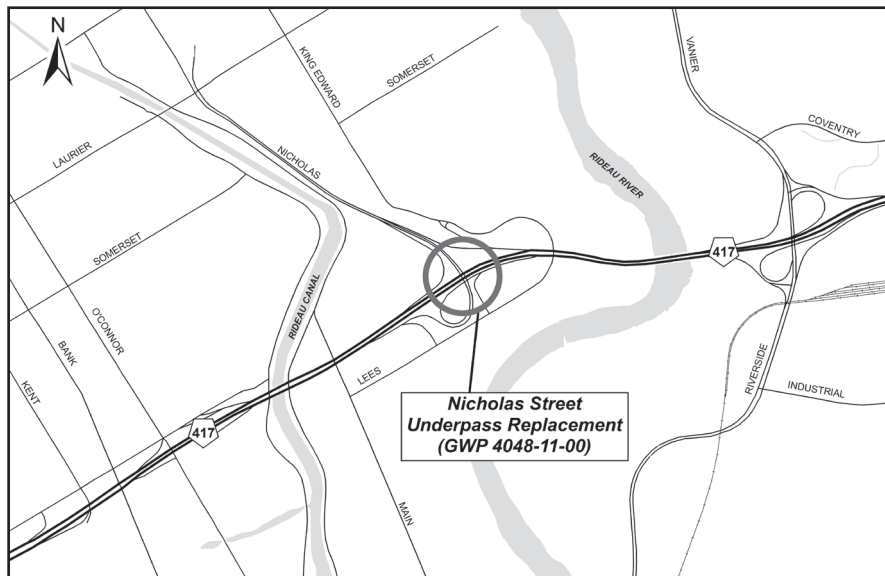 N
VANIER
KING EDWARD
SOMERSET
COVENTRY
LAURIER
NICHOLAS
RIDEAU RIVER
SOMERSET
417
RIDEAU CANAL
O'CONNOR
BANK
KENT
LEES
RIVERSIDE
INDUSTRIAL
417
Nicholas Street
Underpass Replacement
(GWP 4048-11-00)
MAIN